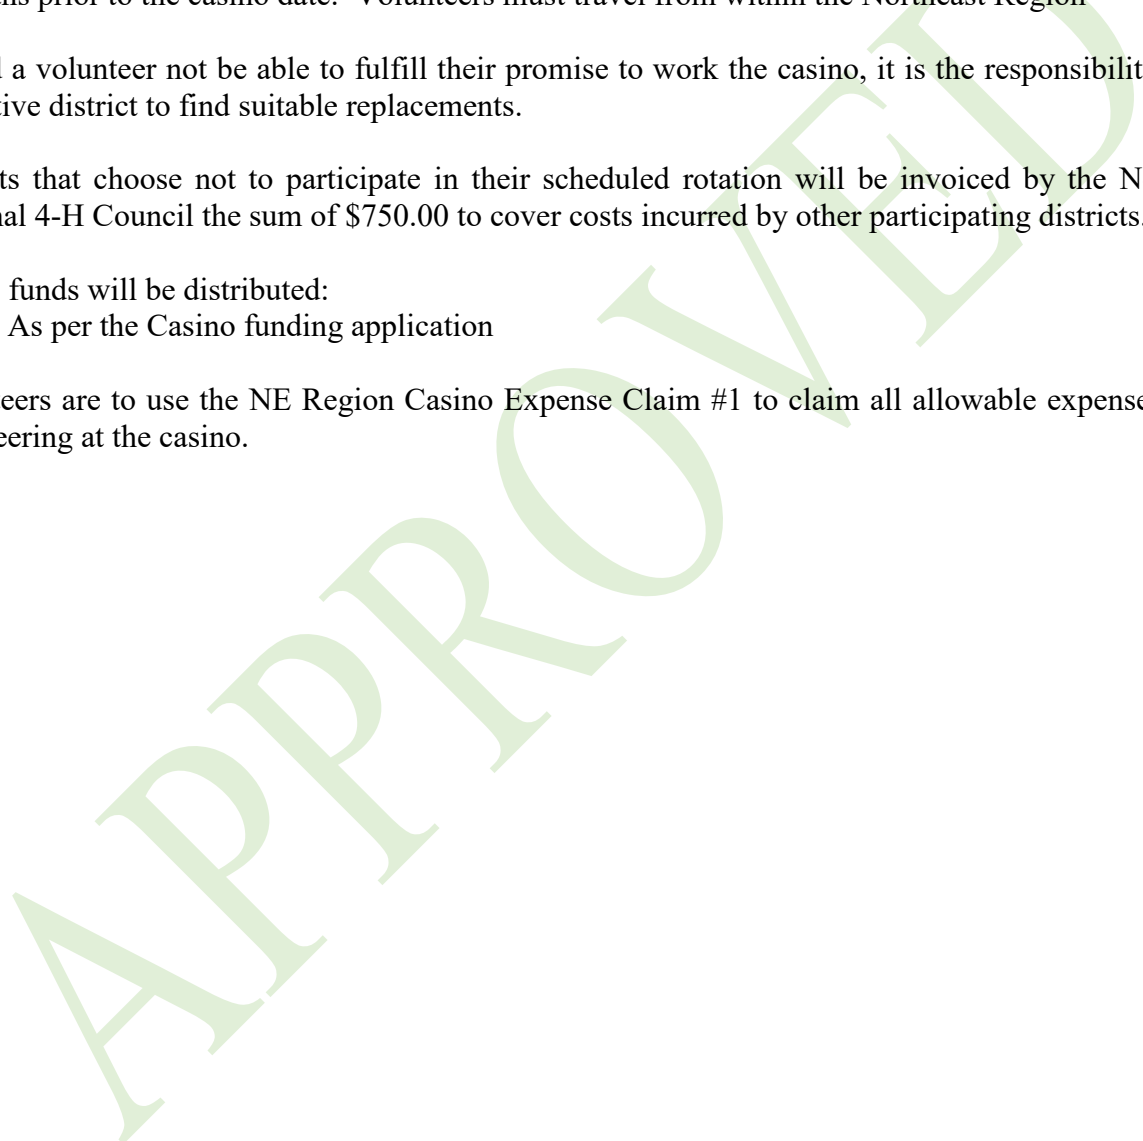 ns prior to the casino date. Volunteers must travel from within the Northeast Region
a volunteer not be able to fulfill their promise to work the casino, it is the responsibilit
tive district to find suitable replacements.
ts that choose not to participate in their scheduled rotation will be invoiced by the N
nal 4-H Council the sum of $750.00 to cover costs incurred by other participating districts.
funds will be distributed:
As per the Casino funding application
eers are to use the NE Region Casino Expense Claim #1 to claim all allowable expense
eering at the casino.
APPROVED